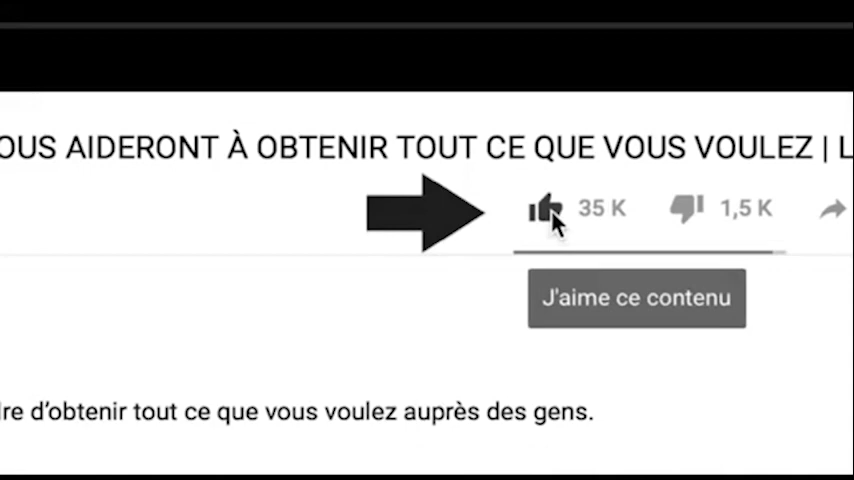 OUS AIDERONT À OBTENIR TOUT CE QUE VOUS VOULEZ | L
35 K 1,5 K
J'aime ce contenu
dre d’obtenir tout ce que vous voulez auprès des gens.